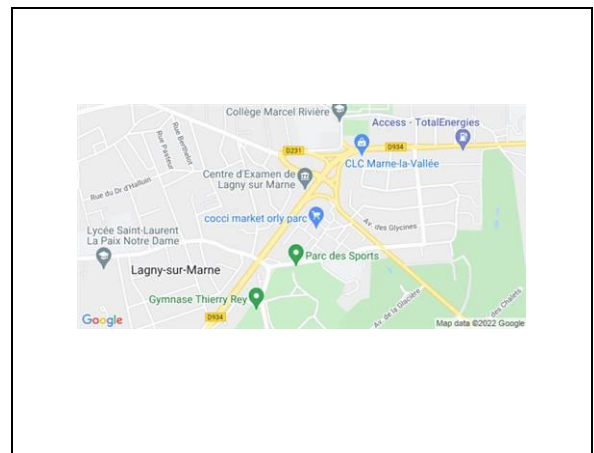 Collège Marcel Rivière
Access - TotalEnergies
Rue Berthelot
Rue Pasteur
D231
D934
CLC Marne-la-Vallée
Centre d'Examen de
Lagny sur Marne
Rue du Dr d'Halluin
cocci market orly parc
Av. des Glycines
Lycée Saint-Laurent
La Paix Notre Dame
Parc des Sports
Lagny-sur-Marne
Gymnase Thierry Rey
Av. de la Glacière
des Chalets
D934
Google
Map data ©2022 Google